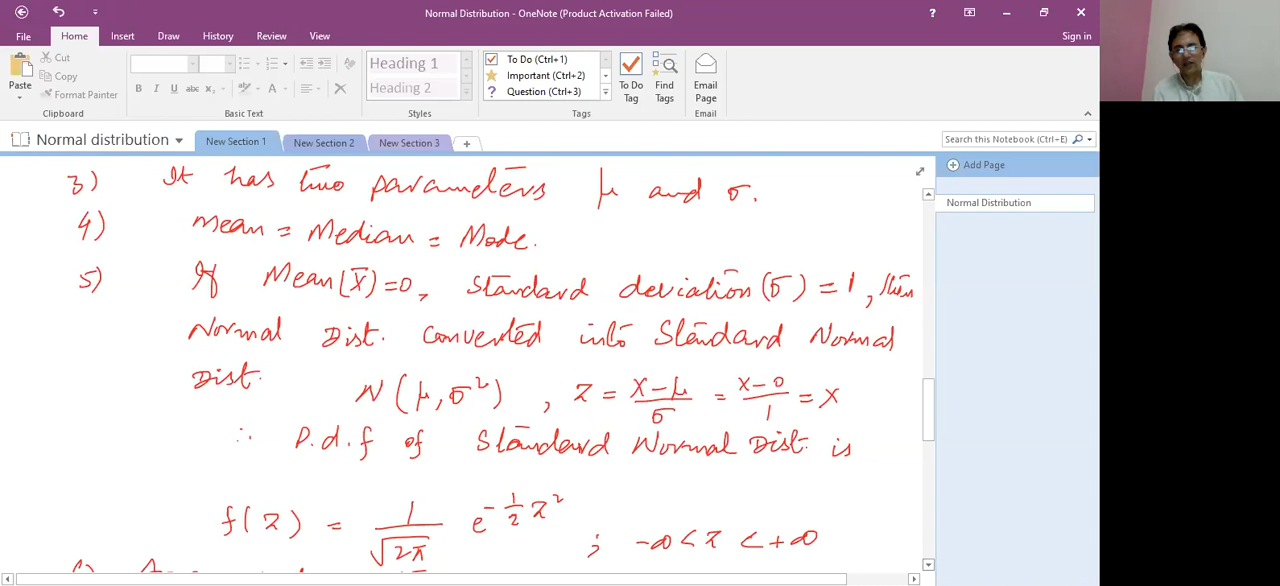 Normal Distribution - OneNote (Product Activation Failed)
File Home Insert Draw History Review View Sign in
Paste Cut Copy Format Painter
Clipboard
Basic Text
Heading 1
Heading 2
Styles
To Do (Ctrl+1)
Important (Ctrl+2)
Question (Ctrl+3)
Tags
To Do Tag
Find Tags
Email Page
Email
Normal distribution New Section 1 New Section 2 New Section 3
Search this Notebook (Ctrl+E)
Add Page
Normal Distribution
3) It has two parameters μ and σ.
4) Mean = Median = Mode.
5) If Mean(X̄)=0, Standard deviation(σ) = 1, then
Normal Dist. Converted into Standard Normal
Dist.
N(μ, σ²), Z = (X-μ)/σ = (X-0)/1 = X
∴ P.d.f of Standard Normal Dist. is
f(Z) = 1/√2π e^(-1/2 Z²) ; -∞ < Z < +∞